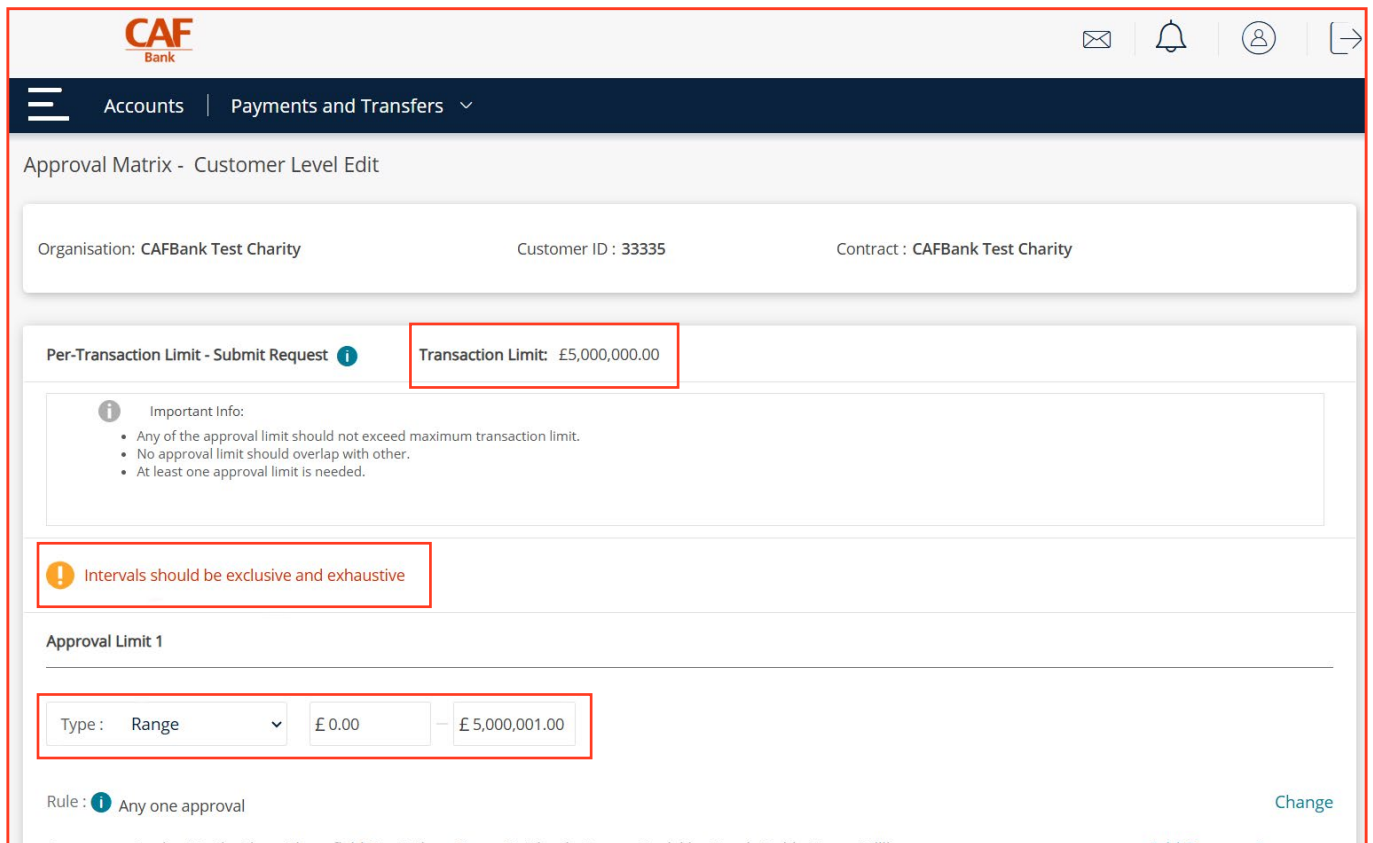 CAF
Bank
Accounts | Payments and Transfers
Approval Matrix - Customer Level Edit
Organisation: CAFBank Test Charity Customer ID : 33335 Contract : CAFBank Test Charity
Per-Transaction Limit - Submit Request i Transaction Limit: £5,000,000.00
i Important Info:
• Any of the approval limit should not exceed maximum transaction limit.
• No approval limit should overlap with other.
• At least one approval limit is needed.
! Intervals should be exclusive and exhaustive
Approval Limit 1
Type : Range £ 0.00 — £ 5,000,001.00
Rule : i Any one approval Change